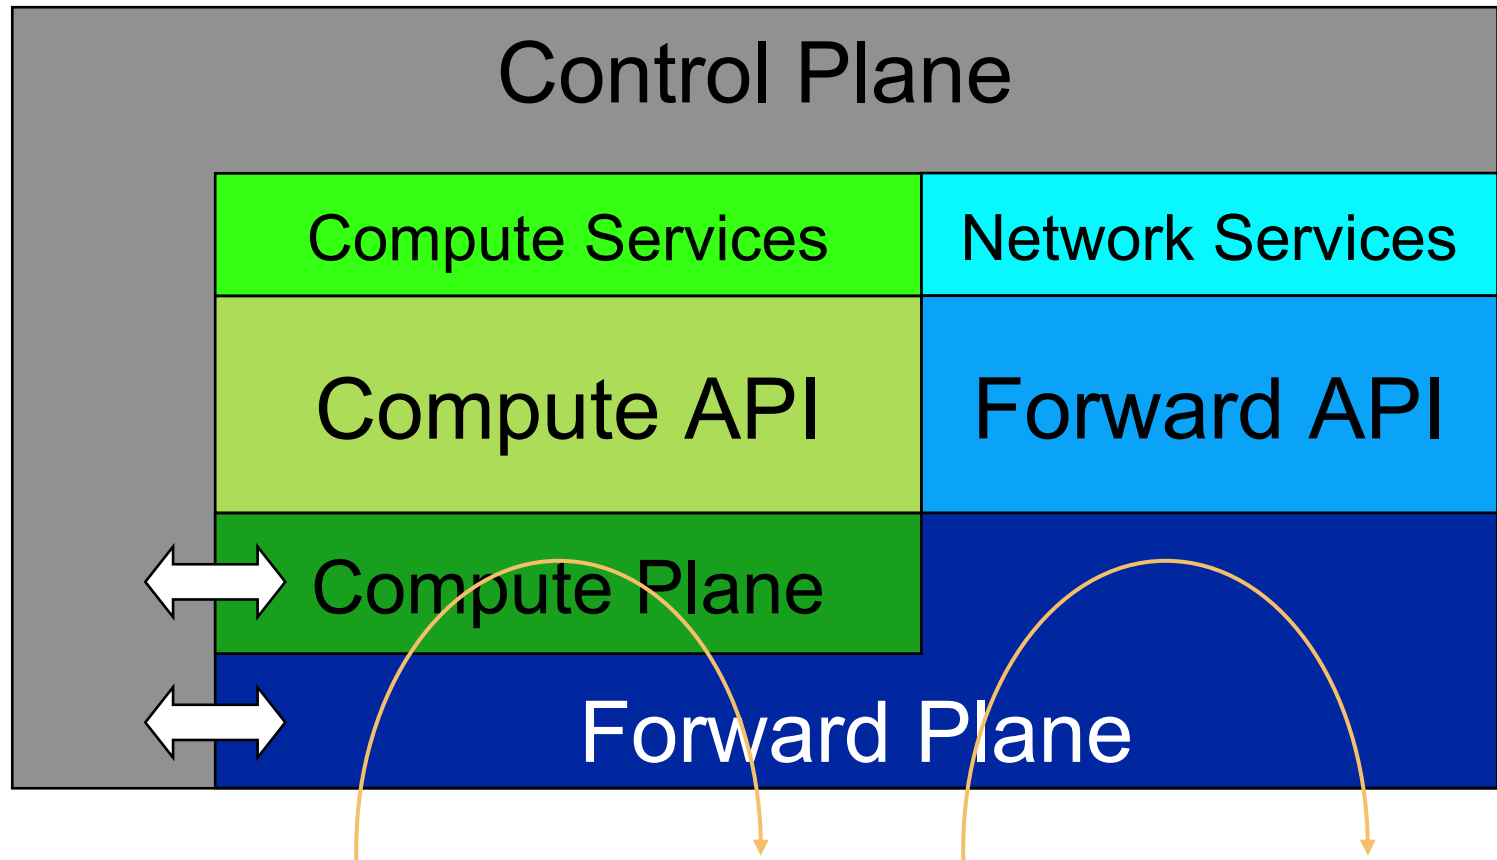 Control Plane
Compute Services
Network Services
Compute API
Forward API
Compute Plane
Forward Plane